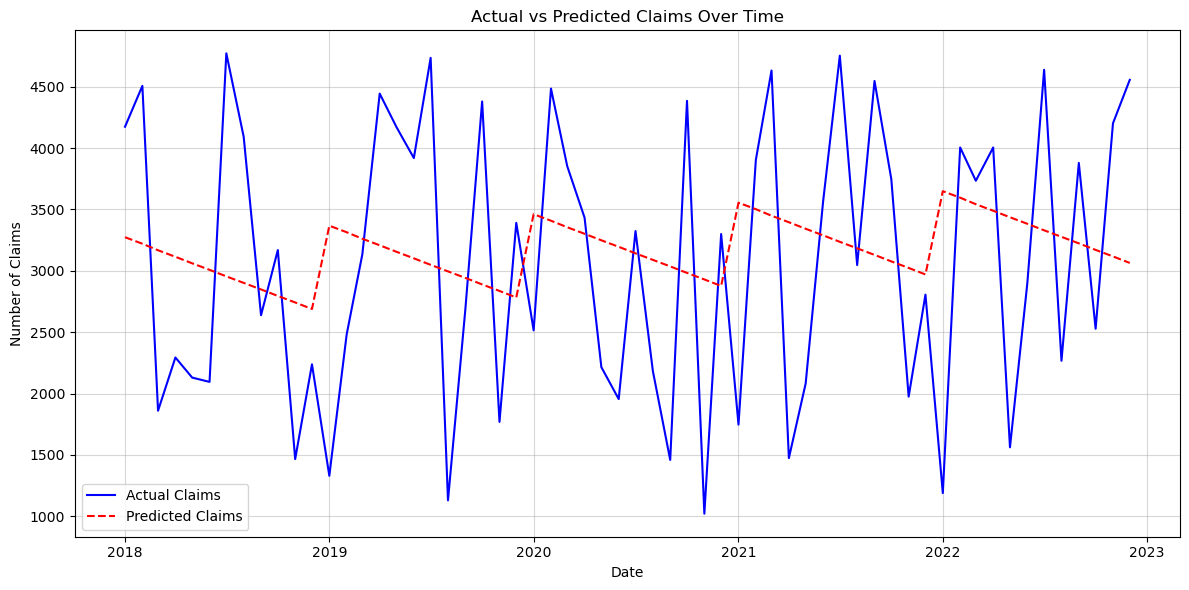 Actual vs Predicted Claims Over Time
Number of Claims
4500
4000
3500
3000
2500
2000
1500
1000
Actual Claims
Predicted Claims
2018
2019
2020
2021
2022
2023
Date